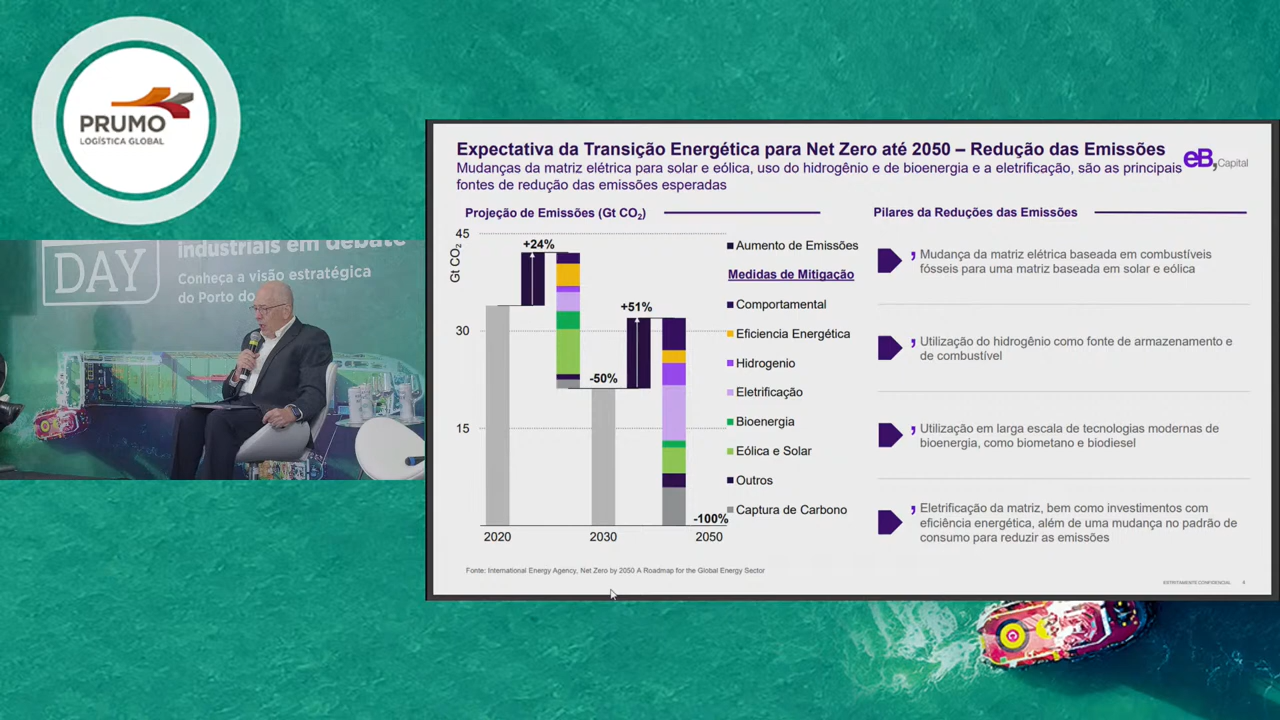 PRUMO
LOGÍSTICA GLOBAL
DAY
industriais em debate
Conheça a visão estratégica
do Porto do
Expectativa da Transição Energética para Net Zero até 2050 – Redução das Emissões
Mudanças da matriz elétrica para solar e eólica, uso do hidrogênio e de bioenergia e a eletrificação, são as principais
fontes de redução das emissões esperadas
eB, Capital
Projeção de Emissões (Gt CO₂)
Gt CO₂
45
30
15
+24%
-50%
+51%
-100%
2020
2030
2050
Aumento de Emissões
Medidas de Mitigação
Comportamental
Eficiencia Energética
Hidrogenio
Eletrificação
Bioenergia
Eólica e Solar
Outros
Captura de Carbono
Pilares da Reduções das Emissões
Mudança da matriz elétrica baseada em combustíveis
fósseis para uma matriz baseada em solar e eólica
Utilização do hidrogênio como fonte de armazenamento e
de combustível
Utilização em larga escala de tecnologias modernas de
bioenergia, como biometano e biodiesel
Eletrificação da matriz, bem como investimentos com
eficiência energética, além de uma mudança no padrão de
consumo para reduzir as emissões
Fonte: International Energy Agency, Net Zero by 2050 A Roadmap for the Global Energy Sector
ESTRITAMENTE CONFIDENCIAL 4